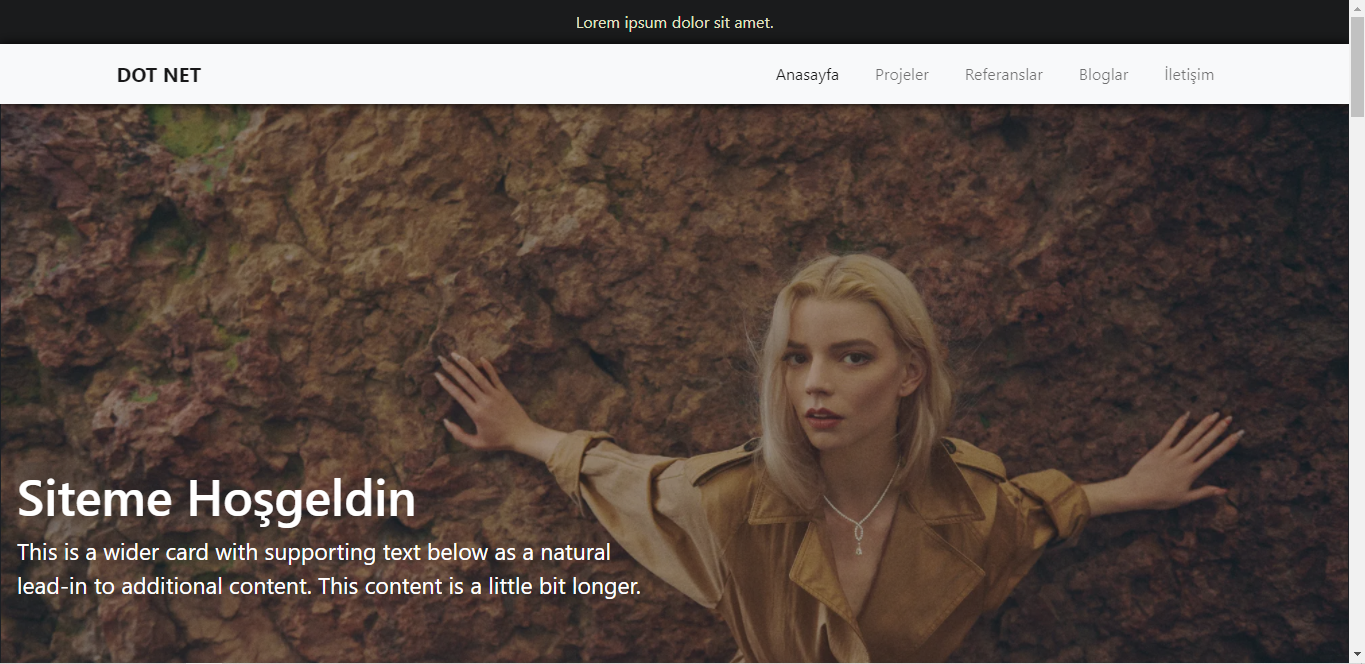 Lorem ipsum dolor sit amet.
DOT NET
Anasayfa Projeler Referanslar Bloglar İletişim
Siteme Hoşgeldin
This is a wider card with supporting text below as a natural
lead-in to additional content. This content is a little bit longer.